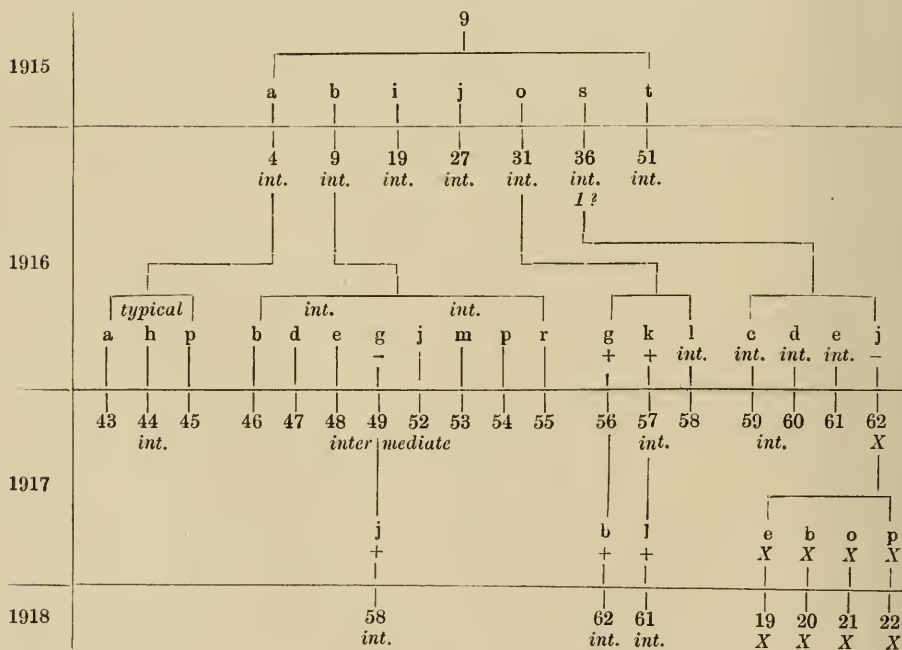 9
1915
a b i j o s t
4 9 19 27 31 36 51
int. int. int. int. int. int. int.
1 ?
1916
typical int. int.
a h p b d e g j m p r g k l c d e j
– + + int. int. int. int. –
43 44 45 46 47 48 49 52 53 54 55 56 57 58 59 60 61 62
int. inter mediate int. int. X
1917
j b l e b o p
+ + + X X X X
1918
58 62 61 19 20 21 22
int. int. int. X X X X